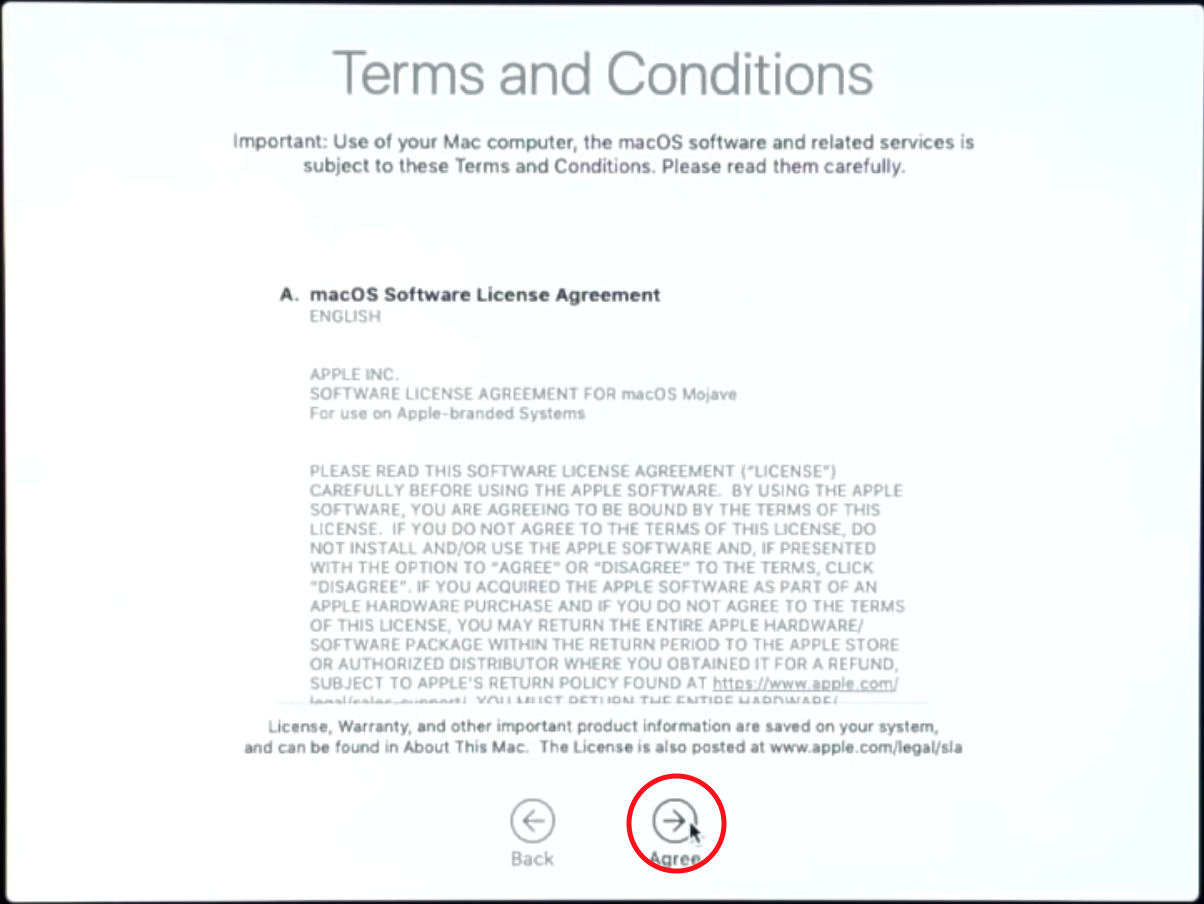 Terms and Conditions
Important: Use of your Mac computer, the macOS software and related services is
subject to these Terms and Conditions. Please read them carefully.
A. macOS Software License Agreement
ENGLISH
APPLE INC.
SOFTWARE LICENSE AGREEMENT FOR macOS Mojave
For use on Apple-branded Systems
PLEASE READ THIS SOFTWARE LICENSE AGREEMENT ("LICENSE")
CAREFULLY BEFORE USING THE APPLE SOFTWARE. BY USING THE APPLE
SOFTWARE, YOU ARE AGREEING TO BE BOUND BY THE TERMS OF THIS
LICENSE. IF YOU DO NOT AGREE TO THE TERMS OF THIS LICENSE, DO
NOT INSTALL AND/OR USE THE APPLE SOFTWARE AND, IF PRESENTED
WITH THE OPTION TO "AGREE" OR "DISAGREE" TO THE TERMS, CLICK
"DISAGREE". IF YOU ACQUIRED THE APPLE SOFTWARE AS PART OF AN
APPLE HARDWARE PURCHASE AND IF YOU DO NOT AGREE TO THE TERMS
OF THIS LICENSE, YOU MAY RETURN THE ENTIRE APPLE HARDWARE/
SOFTWARE PACKAGE WITHIN THE RETURN PERIOD TO THE APPLE STORE
OR AUTHORIZED DISTRIBUTOR WHERE YOU OBTAINED IT FOR A REFUND,
SUBJECT TO APPLE'S RETURN POLICY FOUND AT https://www.apple.com/
legal/sales-support/. YOU MUST RETURN THE ENTIRE HARDWARE/
License, Warranty, and other important product information are saved on your system,
and can be found in About This Mac. The License is also posted at www.apple.com/legal/sla
Back
Agree